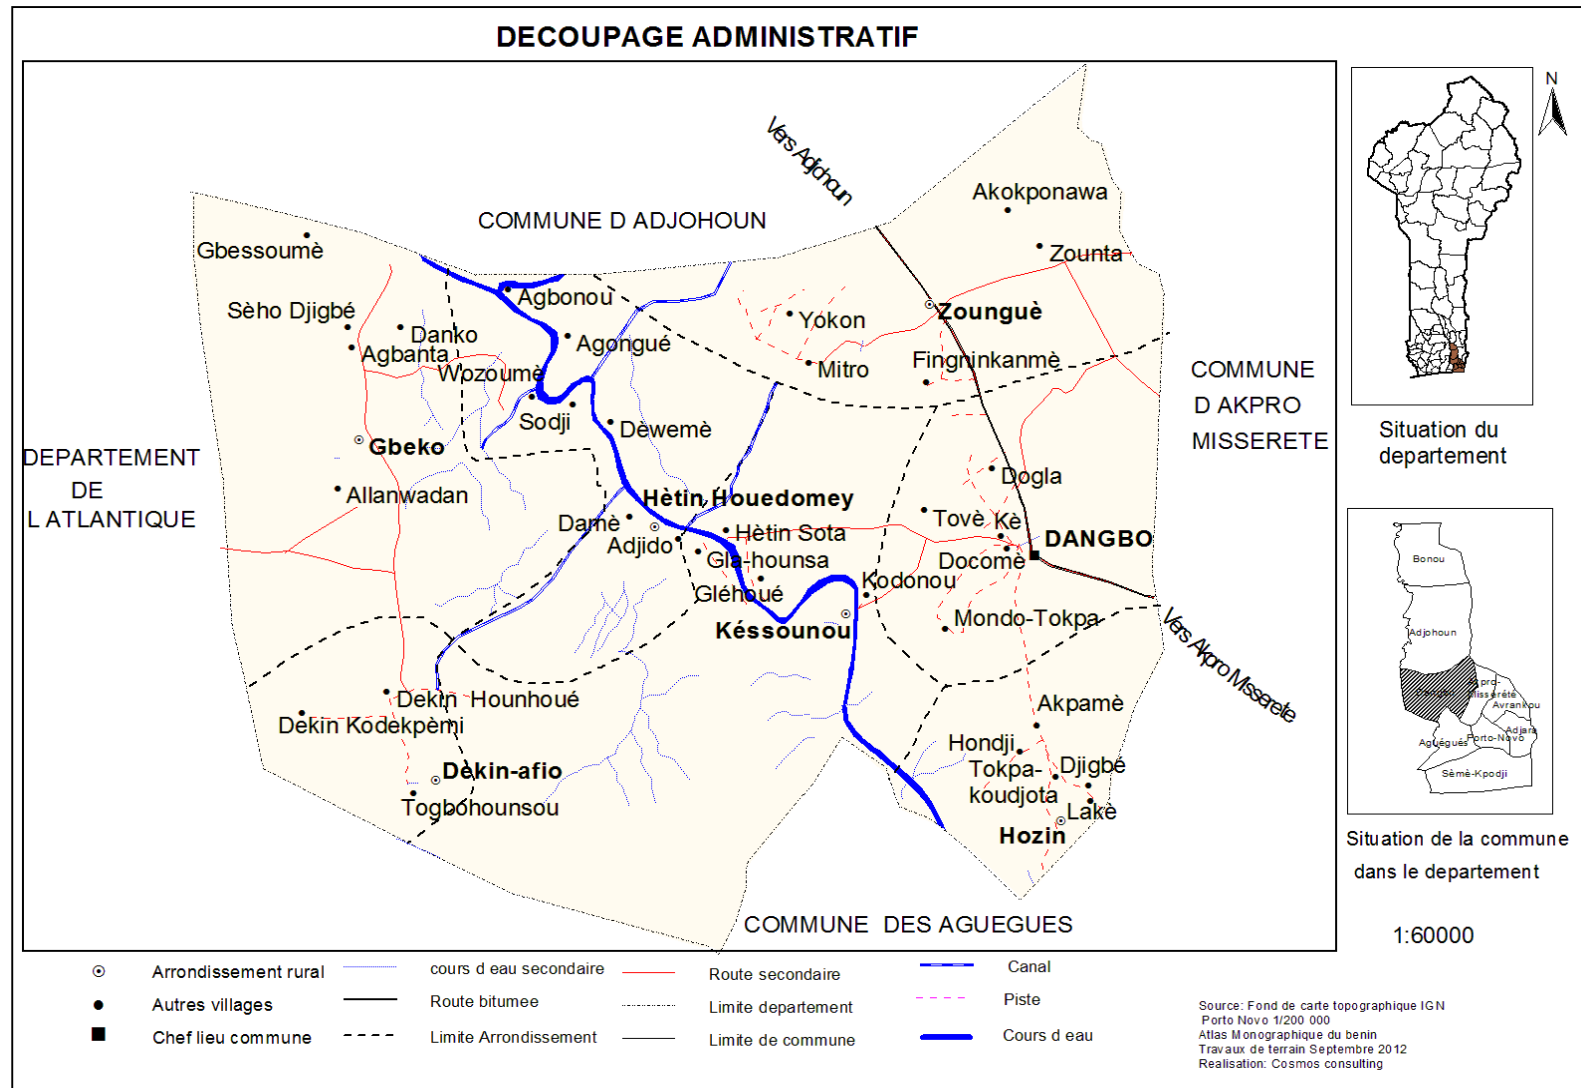 DECOUPAGE ADMINISTRATIF
N
Vers Adjohoun
Akokponawa
COMMUNE D ADJOHOUN
Gbessoumè
Zounta
Agbonou
Sèho Djigbé
Danko
Yokon
Zounguè
Agbanta
Agongué
Wozoumè
Mitro
Fingninkanmè
COMMUNE
D AKPRO
MISSERETE
Sodji
Dèwemè
Gbeko
DEPARTEMENT
DE
L ATLANTIQUE
Allanwadan
Dogla
Hètin Houedomey
Damè
Adjido
Hètin Sota
Tovè
Kè
DANGBO
Gla-hounsa
Docomè
Gléhoué
Kodonou
Késsounou
Mondo-Tokpa
Vers Akpro Misserete
Dekin Hounhoué
Dekin Kodekpèmi
Akpamè
Hondji
Dekin-afio
Tokpa-
koudjota
Djigbé
Togbohounsou
Lakè
Hozin
COMMUNE DES AGUEGUES
Situation du
departement
Bonou
Adjohoun
Dangbo
Akpro-
Missérété
Avrankou
Adjara
Aguégués
Porto-Novo
Sèmè-Kpodji
Situation de la commune
dans le departement
1:60000
Arrondissement rural
Autres villages
Chef lieu commune
cours d eau secondaire
Route bitumee
Limite Arrondissement
Route secondaire
Limite departement
Limite de commune
Canal
Piste
Cours d eau
Source: Fond de carte topographique IGN
Porto Novo 1/200 000
Atlas Monographique du benin
Travaux de terrain Septembre 2012
Realisation: Cosmos consulting